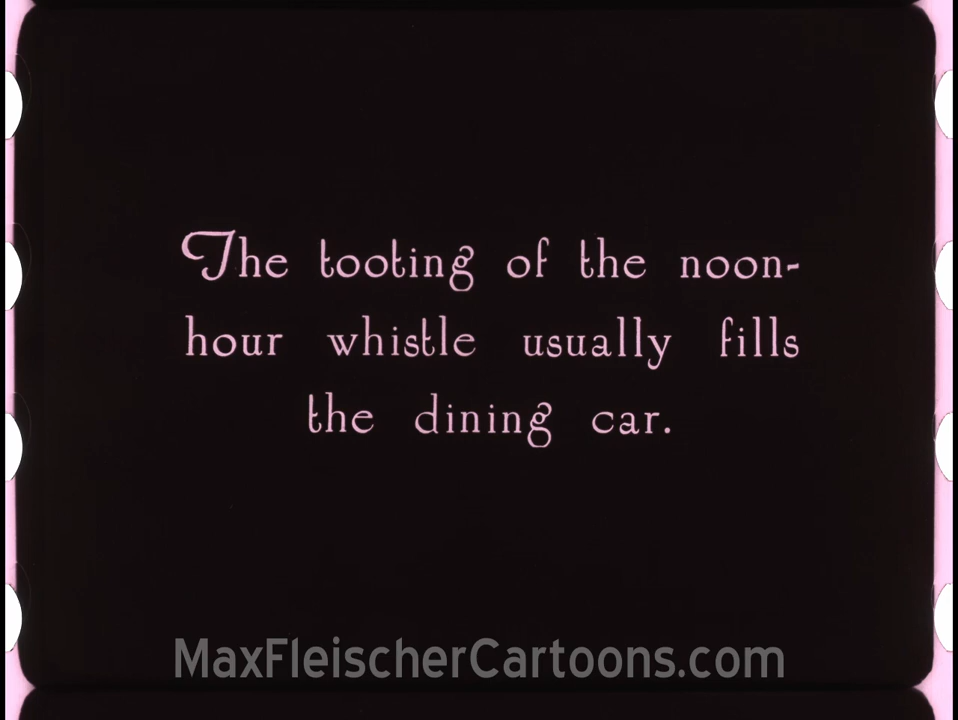 The tooting of the noon-
hour whistle usually fills
the dining car.
MaxFleischerCartoons.com